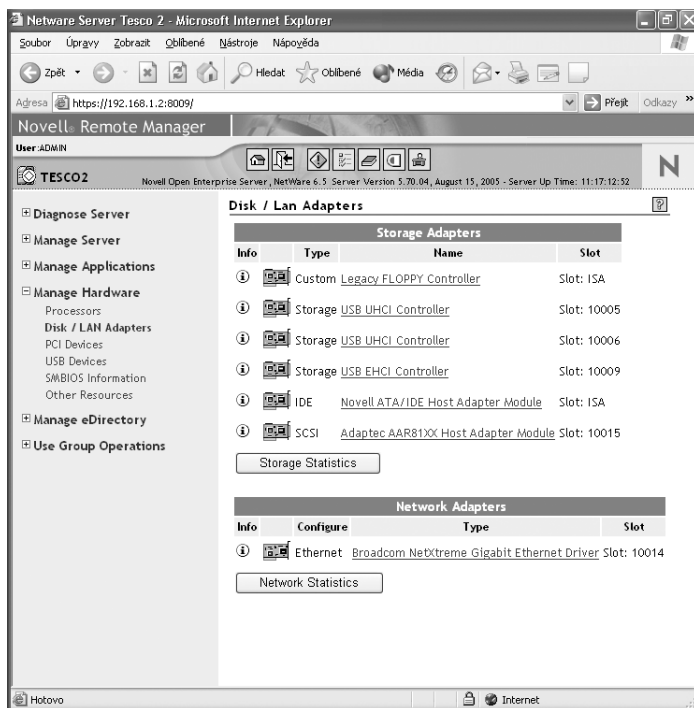 Netware Server Tesco 2 - Microsoft Internet Explorer
Soubor Úpravy Zobrazit Oblíbené Nástroje Nápověda
Zpět Hledat Oblíbené Média
Adresa https://192.168.1.2:8009/ Přejít Odkazy »
Novell® Remote Manager
User:ADMIN
TESCO2 Novell Open Enterprise Server, NetWare 6.5 Server Version 5.70.04, August 15, 2005 - Server Up Time: 11:17:12:52 N
Diagnose Server
Manage Server
Manage Applications
Manage Hardware
Processors
Disk / LAN Adapters
PCI Devices
USB Devices
SMBIOS Information
Other Resources
Manage eDirectory
Use Group Operations
Disk / Lan Adapters ?
Storage Adapters
Info Type Name Slot
Custom Legacy FLOPPY Controller Slot: ISA
Storage USB UHCI Controller Slot: 10005
Storage USB UHCI Controller Slot: 10006
Storage USB EHCI Controller Slot: 10009
IDE Novell ATA/IDE Host Adapter Module Slot: ISA
SCSI Adaptec AAR81XX Host Adapter Module Slot: 10015
Storage Statistics
Network Adapters
Info Configure Type Slot
Ethernet Broadcom NetXtreme Gigabit Ethernet Driver Slot: 10014
Network Statistics
Hotovo Internet